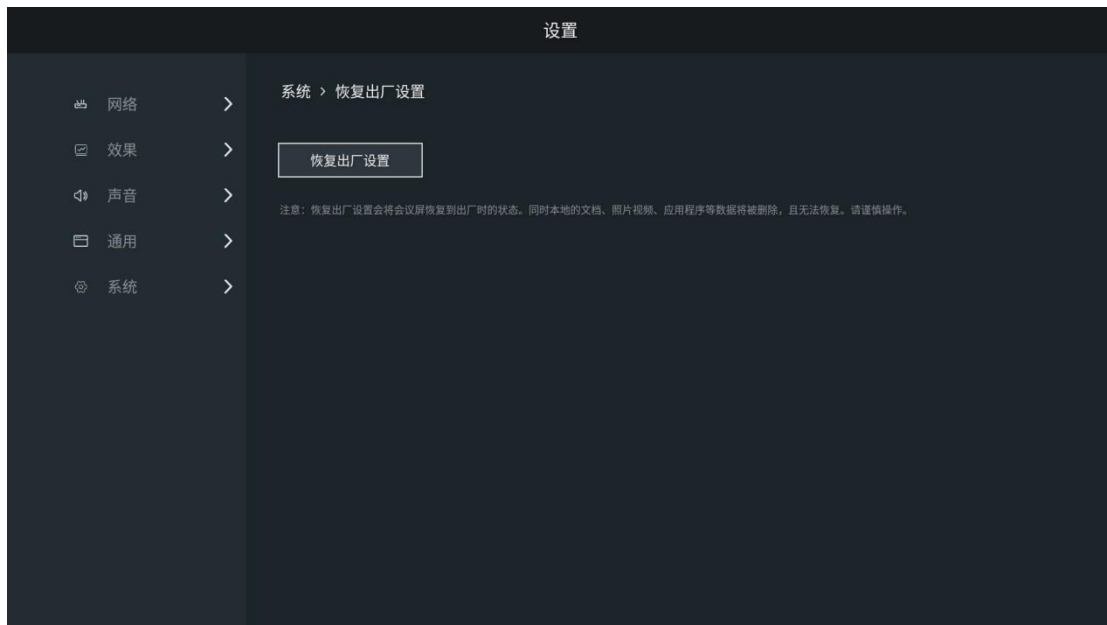 设置
网络
效果
声音
通用
系统
系统 > 恢复出厂设置
恢复出厂设置
注意：恢复出厂设置会将会议屏恢复到出厂时的状态。同时本地的文档、照片视频、应用程序等数据将被删除，且无法恢复。请谨慎操作。